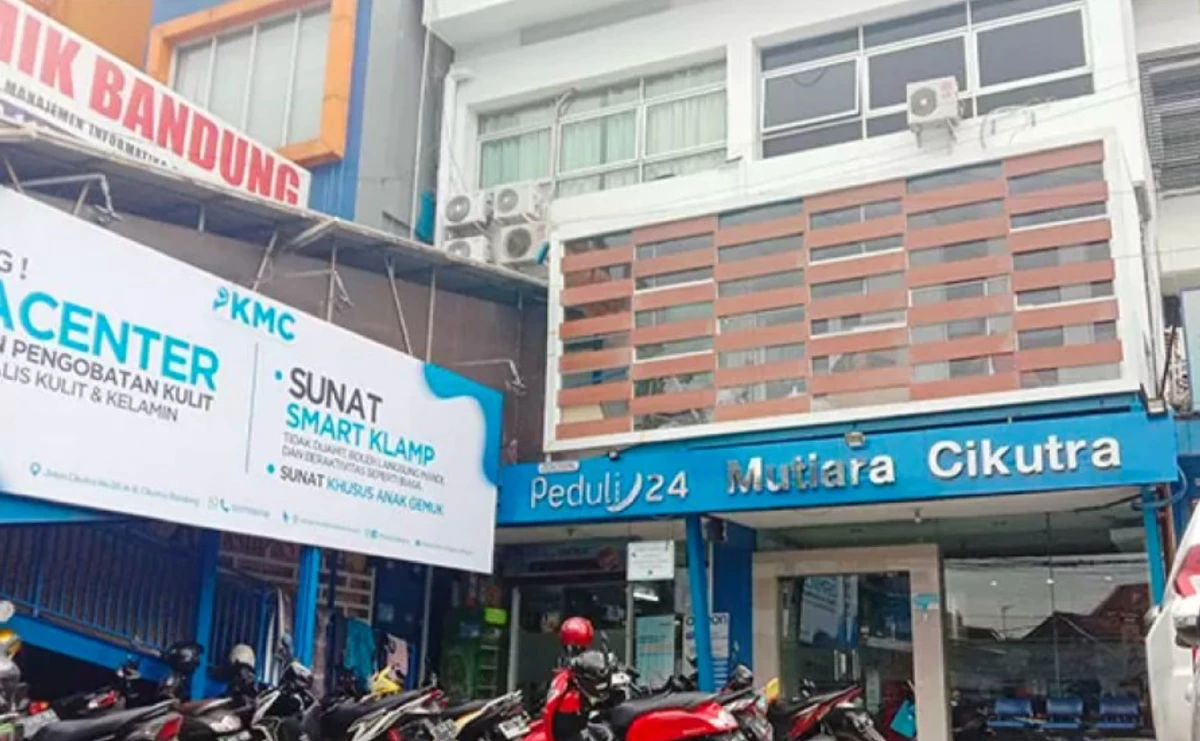 HIK BANDUNG
MANAJEMEN INFORMATIKA
G !
ACENTER
N PENGOBATAN KULIT
ALIS KULIT & KELAMIN
KMC
• SUNAT
SMART KLAMP
TIDAK DIJAHIT, BOLEH LANGSUNG MANDI
DAN BERAKTIVITAS SEPERTI BIASA.
• SUNAT KHUSUS ANAK GEMUK
Peduli 24
Mutiara Cikutra